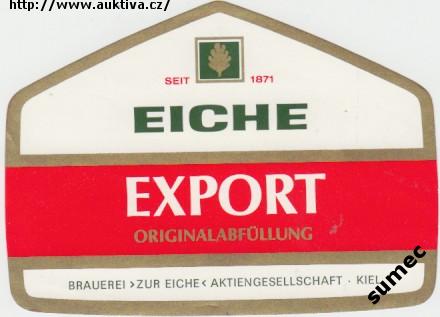 http://www.auktiva.cz/
SEIT 1871
EICHE
EXPORT
ORIGINALABFÜLLUNG
BRAUEREI >ZUR EICHE< AKTIENGESELLSCHAFT · KIEL
sumec